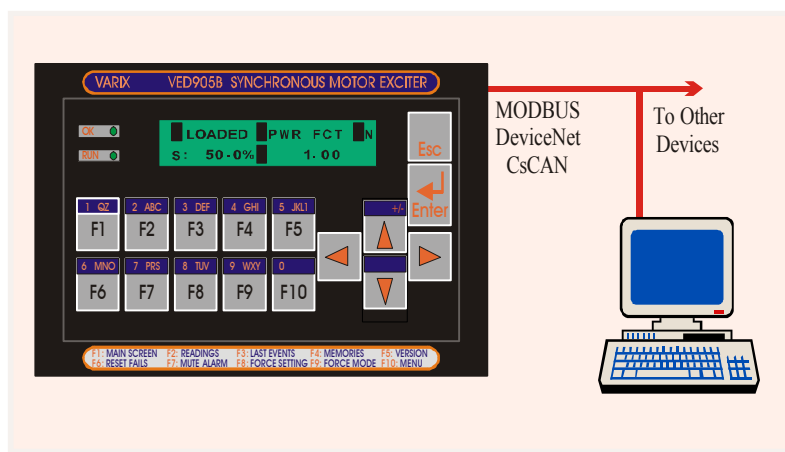 VARIX VED905B SYNCHRONOUS MOTOR EXCITER
OK
RUN
LOADED PWR FCT N
S: 50-0% 1.00
Esc
Enter
1 QZ 2 ABC 3 DEF 4 GHI 5 JKL1 +/-
F1 F2 F3 F4 F5
6 MNO 7 PRS 8 TUV 9 WXY 0
F6 F7 F8 F9 F10
F1: MAIN SCREEN F2: READINGS F3: LAST EVENTS F4: MEMORIES F5: VERSION
F6: RESET FAILS F7: MUTE ALARM F8: FORCE SETTING F9: FORCE MODE F10: MENU
MODBUS
DeviceNet
CsCAN
To Other
Devices